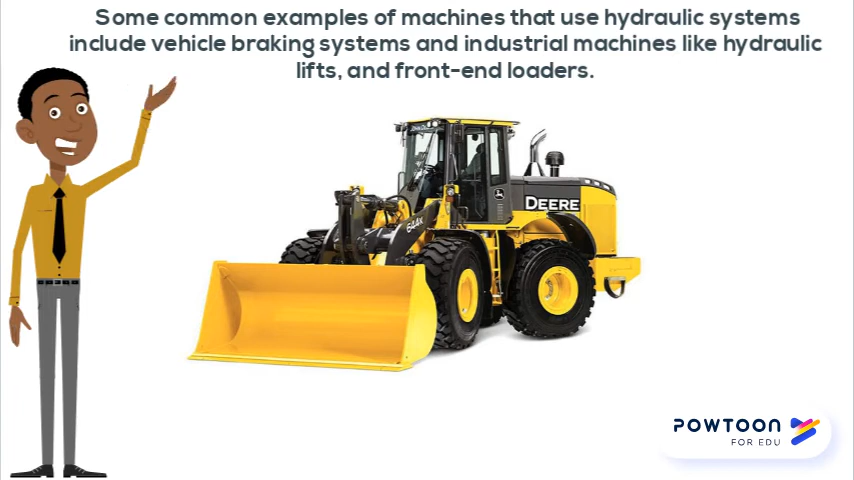 Some common examples of machines that use hydraulic systems
include vehicle braking systems and industrial machines like hydraulic
lifts, and front-end loaders.
DEERE
644K
POWTOON
FOR EDU